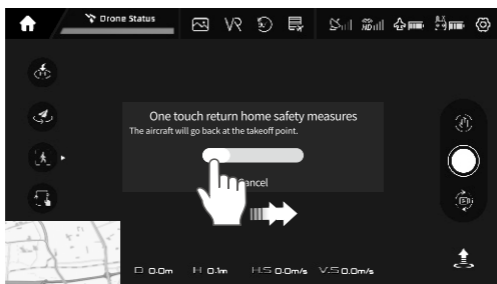 Drone Status VR HD
One touch return home safety measures
The aircraft will go back at the takeoff point.
Cancel
D 0.0m H 0.1m H.S 0.0m/s V.S 0.0m/s